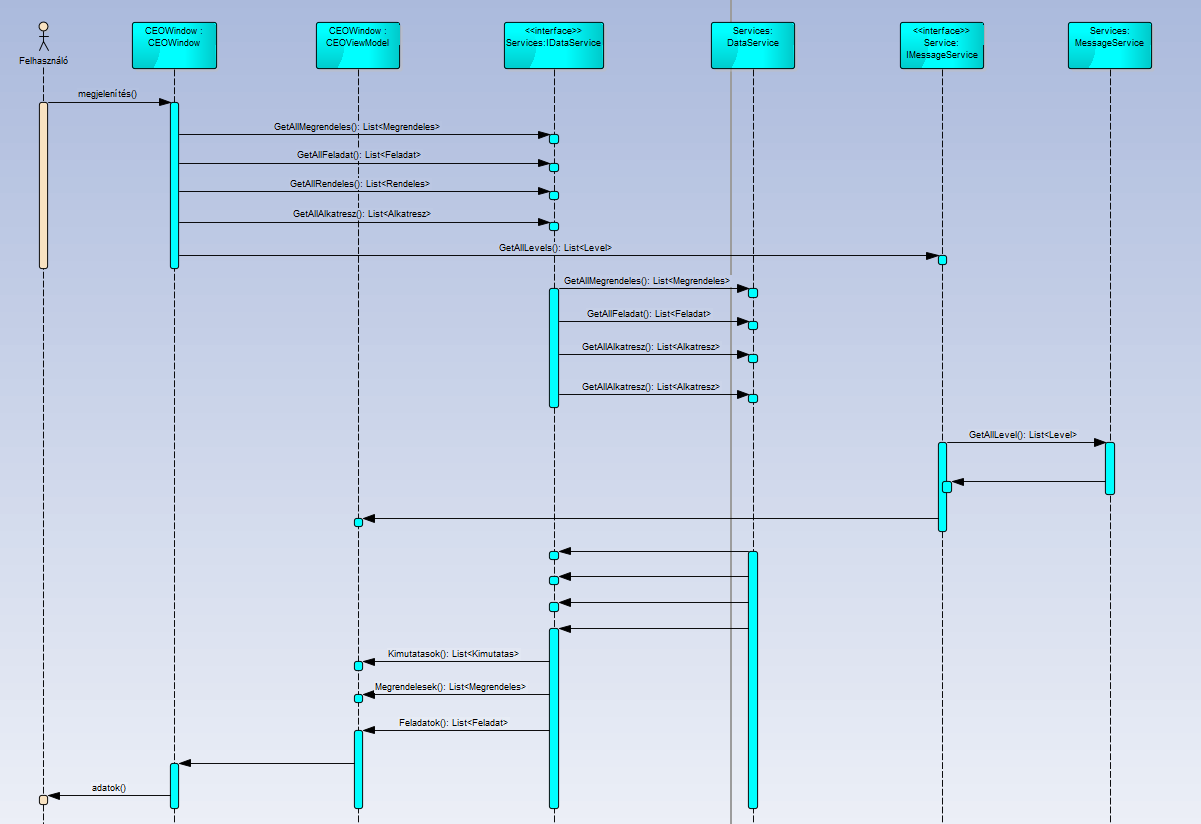 Felhasználó
CEOWindow :
CEOWindow
CEOWindow :
CEOViewModel
<<interface>>
Services:IDataService
Services:
DataService
<<interface>>
Service:
IMessageService
Services:
MessageService
megjelenítés()
GetAllMegrendeles(): List<Megrendeles>
GetAllFeladat(): List<Feladat>
GetAllRendeles(): List<Rendeles>
GetAllAlkatresz(): List<Alkatresz>
GetAllLevels(): List<Level>
GetAllMegrendeles(): List<Megrendeles>
GetAllFeladat(): List<Feladat>
GetAllAlkatresz(): List<Alkatresz>
GetAllAlkatresz(): List<Alkatresz>
GetAllLevel(): List<Level>
Kimutatasok(): List<Kimutatas>
Megrendelesek(): List<Megrendeles>
Feladatok(): List<Feladat>
adatok()